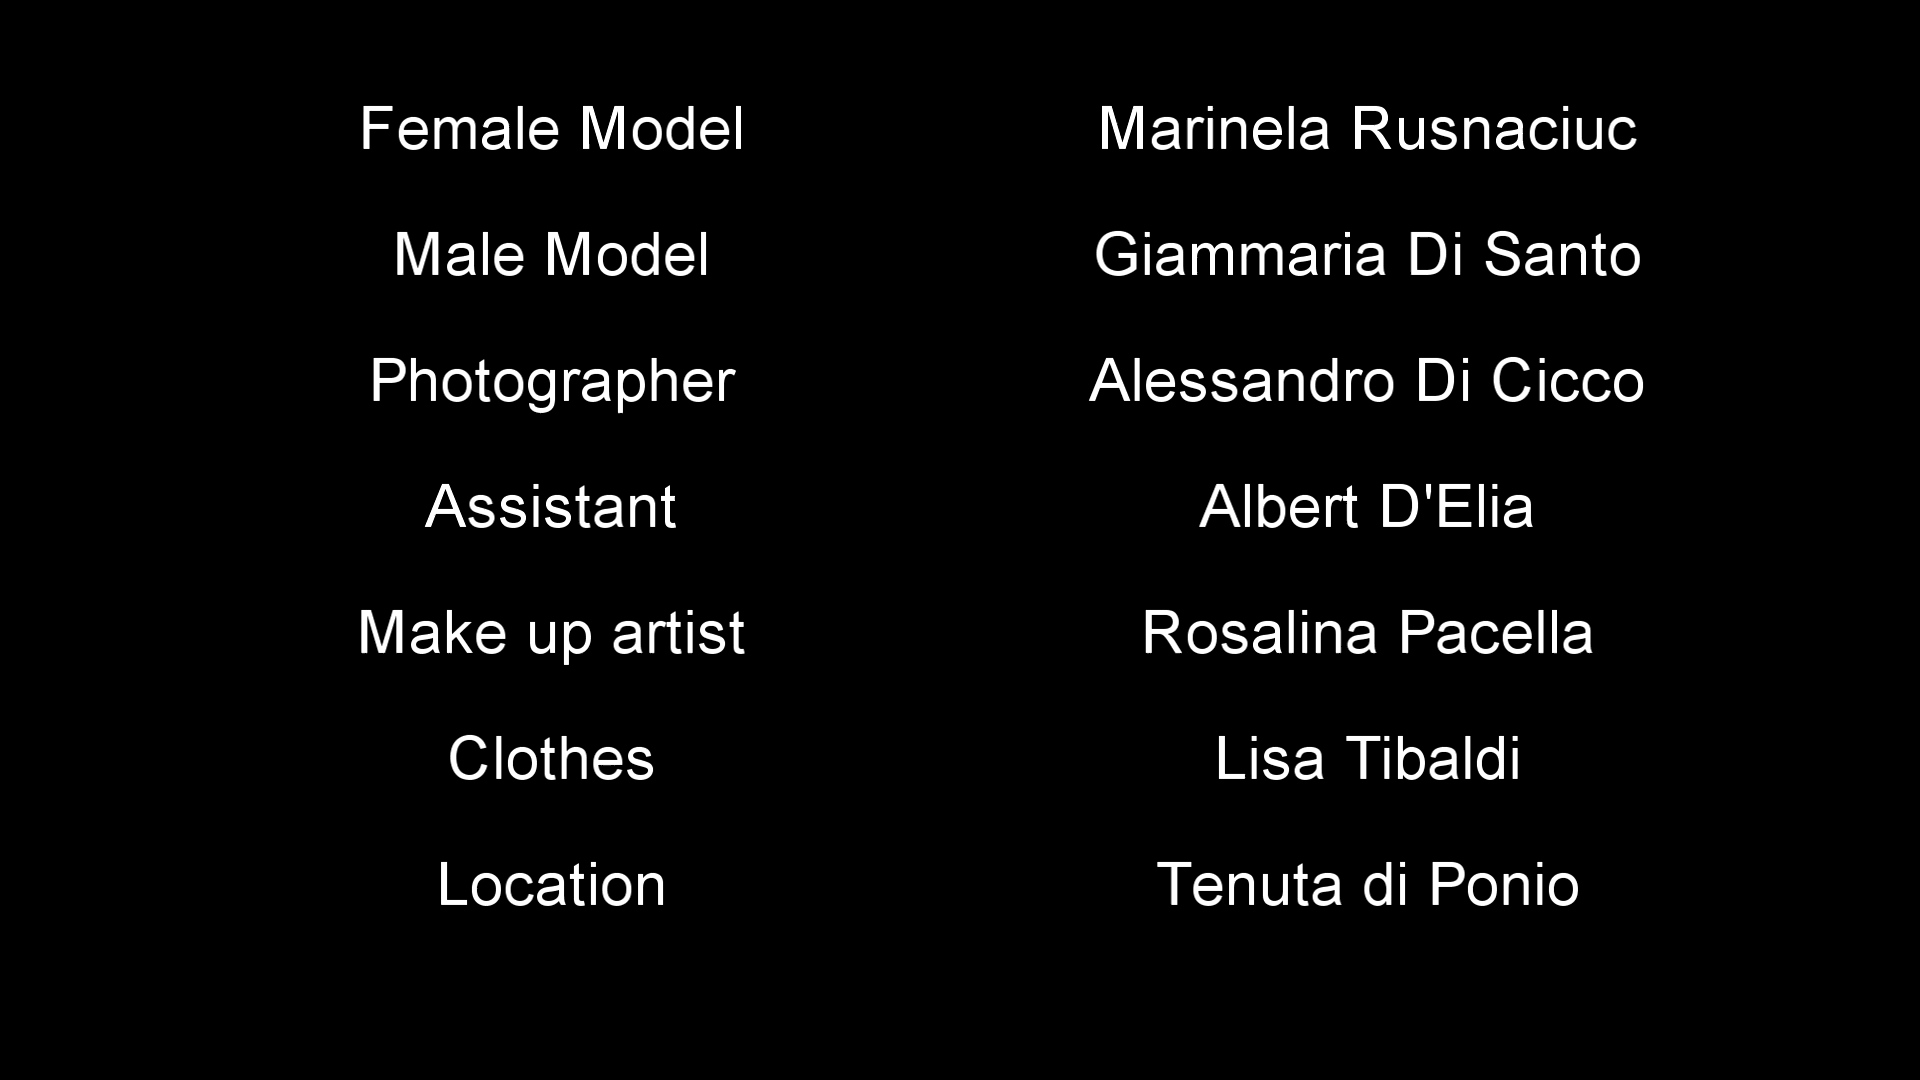 Female Model Marinela Rusnaciuc
Male Model Giammaria Di Santo
Photographer Alessandro Di Cicco
Assistant Albert D'Elia
Make up artist Rosalina Pacella
Clothes Lisa Tibaldi
Location Tenuta di Ponio